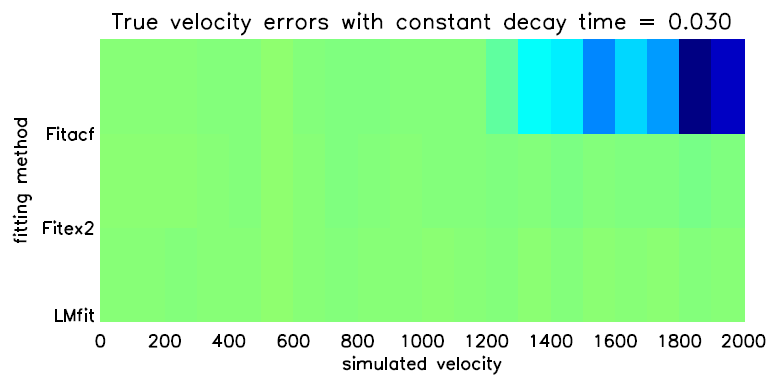 True velocity errors with constant decay time = 0.030
fitting method
Fitacf
Fitex2
LMfit
0 200 400 600 800 1000 1200 1400 1600 1800 2000
simulated velocity